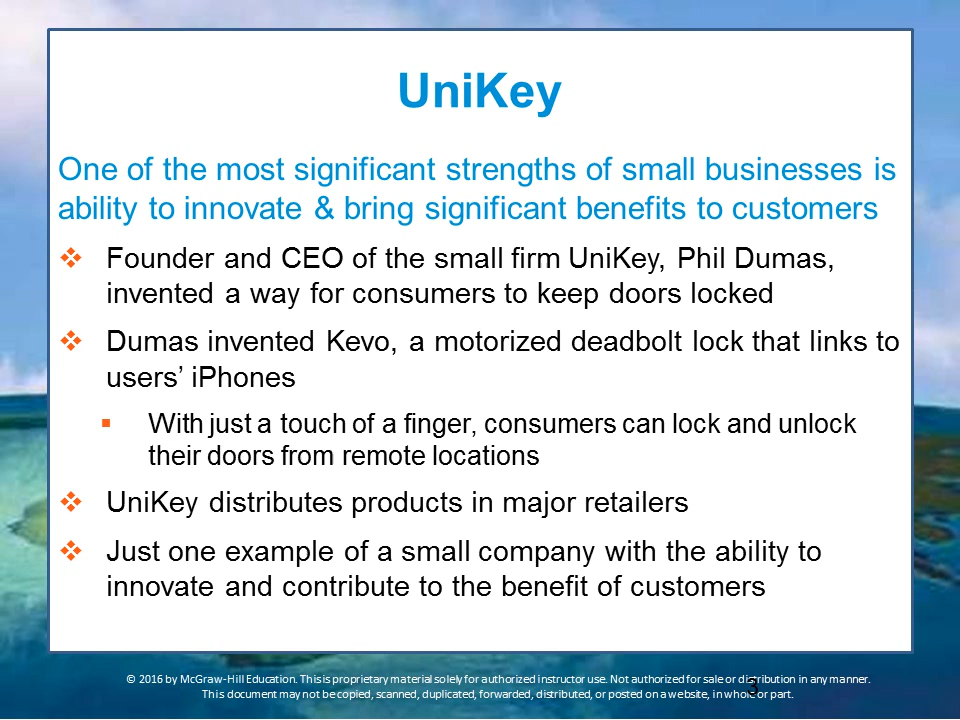 UniKey
One of the most significant strengths of small businesses is
ability to innovate & bring significant benefits to customers
❖ Founder and CEO of the small firm UniKey, Phil Dumas,
invented a way for consumers to keep doors locked
❖ Dumas invented Kevo, a motorized deadbolt lock that links to
users’ iPhones
▪ With just a touch of a finger, consumers can lock and unlock
their doors from remote locations
❖ UniKey distributes products in major retailers
❖ Just one example of a small company with the ability to
innovate and contribute to the benefit of customers
© 2016 by McGraw-Hill Education. This is proprietary material solely for authorized instructor use. Not authorized for sale or distribution in any manner.
This document may not be copied, scanned, duplicated, forwarded, distributed, or posted on a website, in whole or part.
3